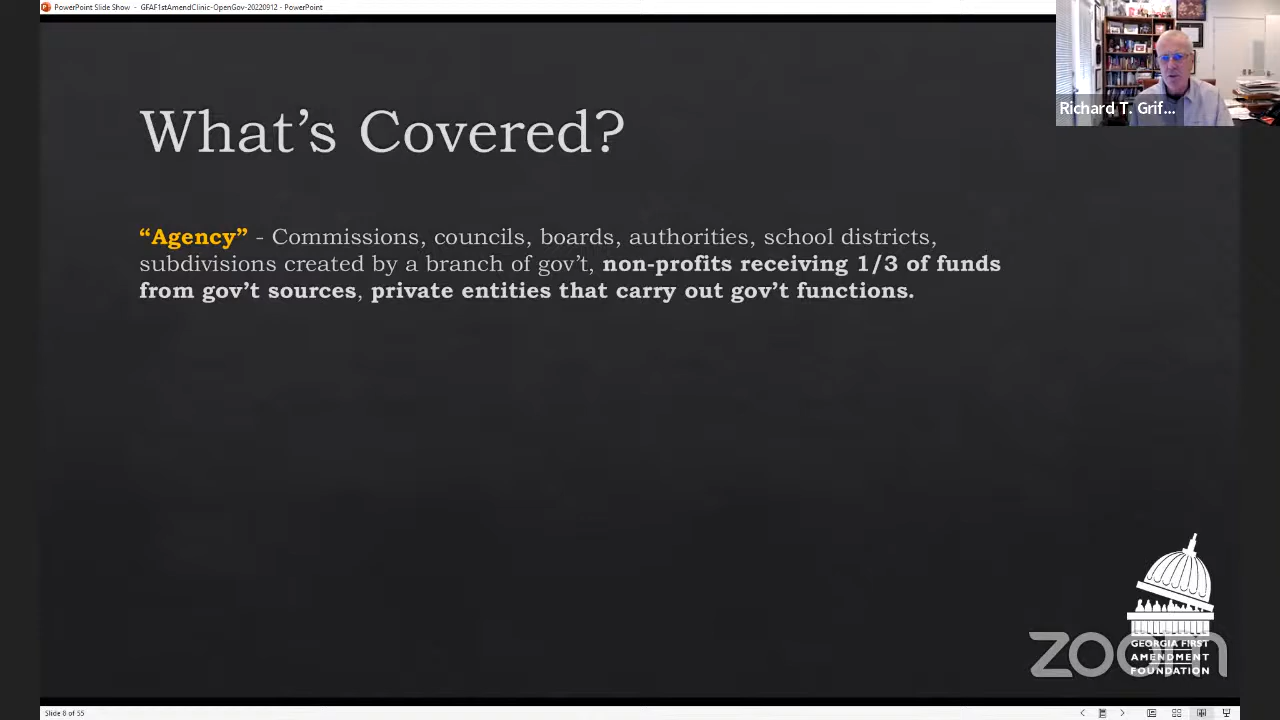 PowerPoint Slide Show - GFAF1stAmendClinic-OpenGov-20220912 - PowerPoint
Richard T. Grif...
What's Covered?
“Agency” - Commissions, councils, boards, authorities, school districts,
subdivisions created by a branch of gov't, non-profits receiving 1/3 of funds
from gov't sources, private entities that carry out gov't functions.
GEORGIA FIRST
AMENDMENT
FOUNDATION
zoom
Slide 8 of 55